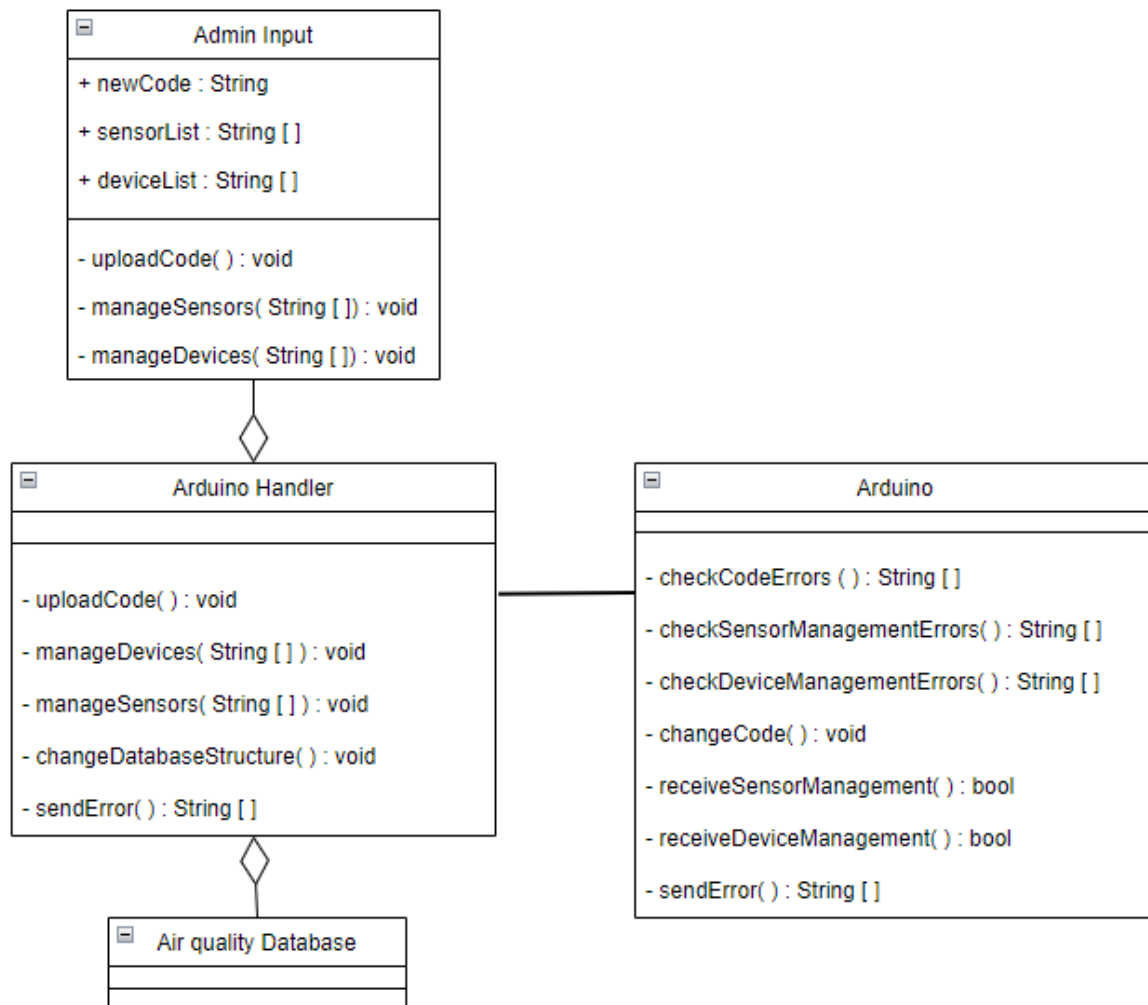 Admin Input
+ newCode : String
+ sensorList : String [ ]
+ deviceList : String [ ]
- uploadCode( ) : void
- manageSensors( String [ ]) : void
- manageDevices( String [ ]) : void
Arduino Handler
- uploadCode( ) : void
- manageDevices( String [ ] ) : void
- manageSensors( String [ ] ) : void
- changeDatabaseStructure( ) : void
- sendError( ) : String [ ]
Arduino
- checkCodeErrors ( ) : String [ ]
- checkSensorManagementErrors( ) : String [ ]
- checkDeviceManagementErrors( ) : String [ ]
- changeCode( ) : void
- receiveSensorManagement( ) : bool
- receiveDeviceManagement( ) : bool
- sendError( ) : String [ ]
Air quality Database